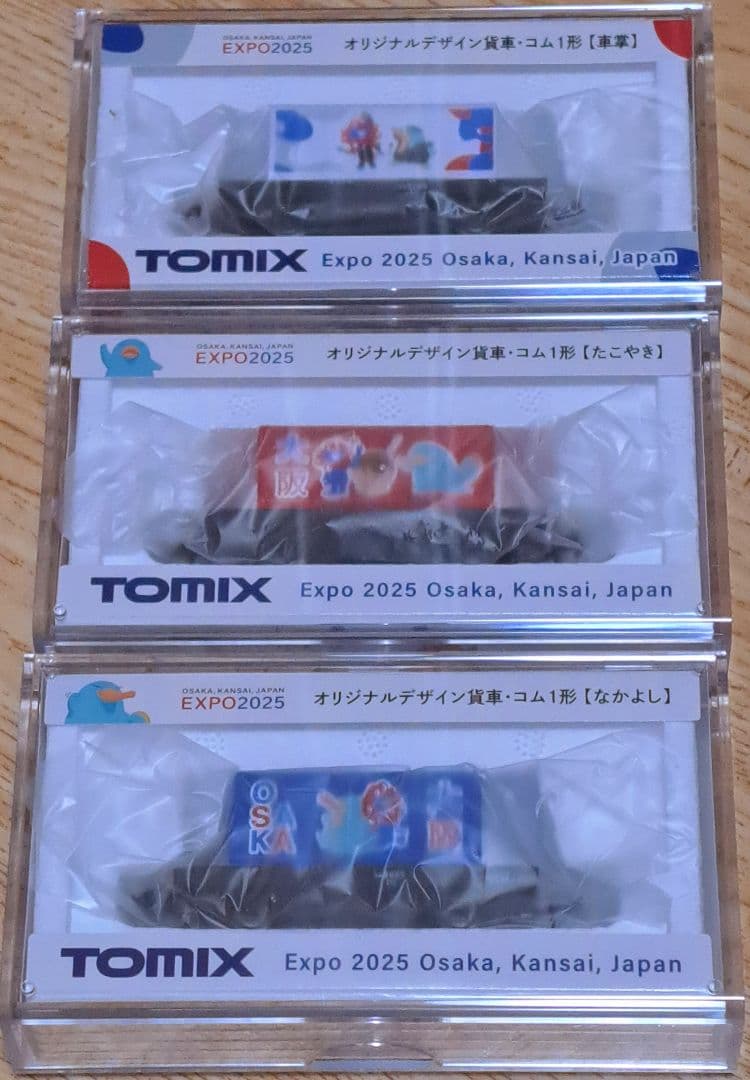 OSAKA, KANSAI, JAPAN
EXPO2025
オリジナルデザイン貨車・コム1形【車掌】
TOMIX
Expo 2025 Osaka, Kansai, Japan
OSAKA, KANSAI, JAPAN
EXPO2025
オリジナルデザイン貨車・コム1形【たこやき】
大阪
TOMIX
Expo 2025 Osaka, Kansai, Japan
OSAKA, KANSAI, JAPAN
EXPO2025
オリジナルデザイン貨車・コム1形【なかよし】
OSAKA
大阪
TOMIX
Expo 2025 Osaka, Kansai, Japan